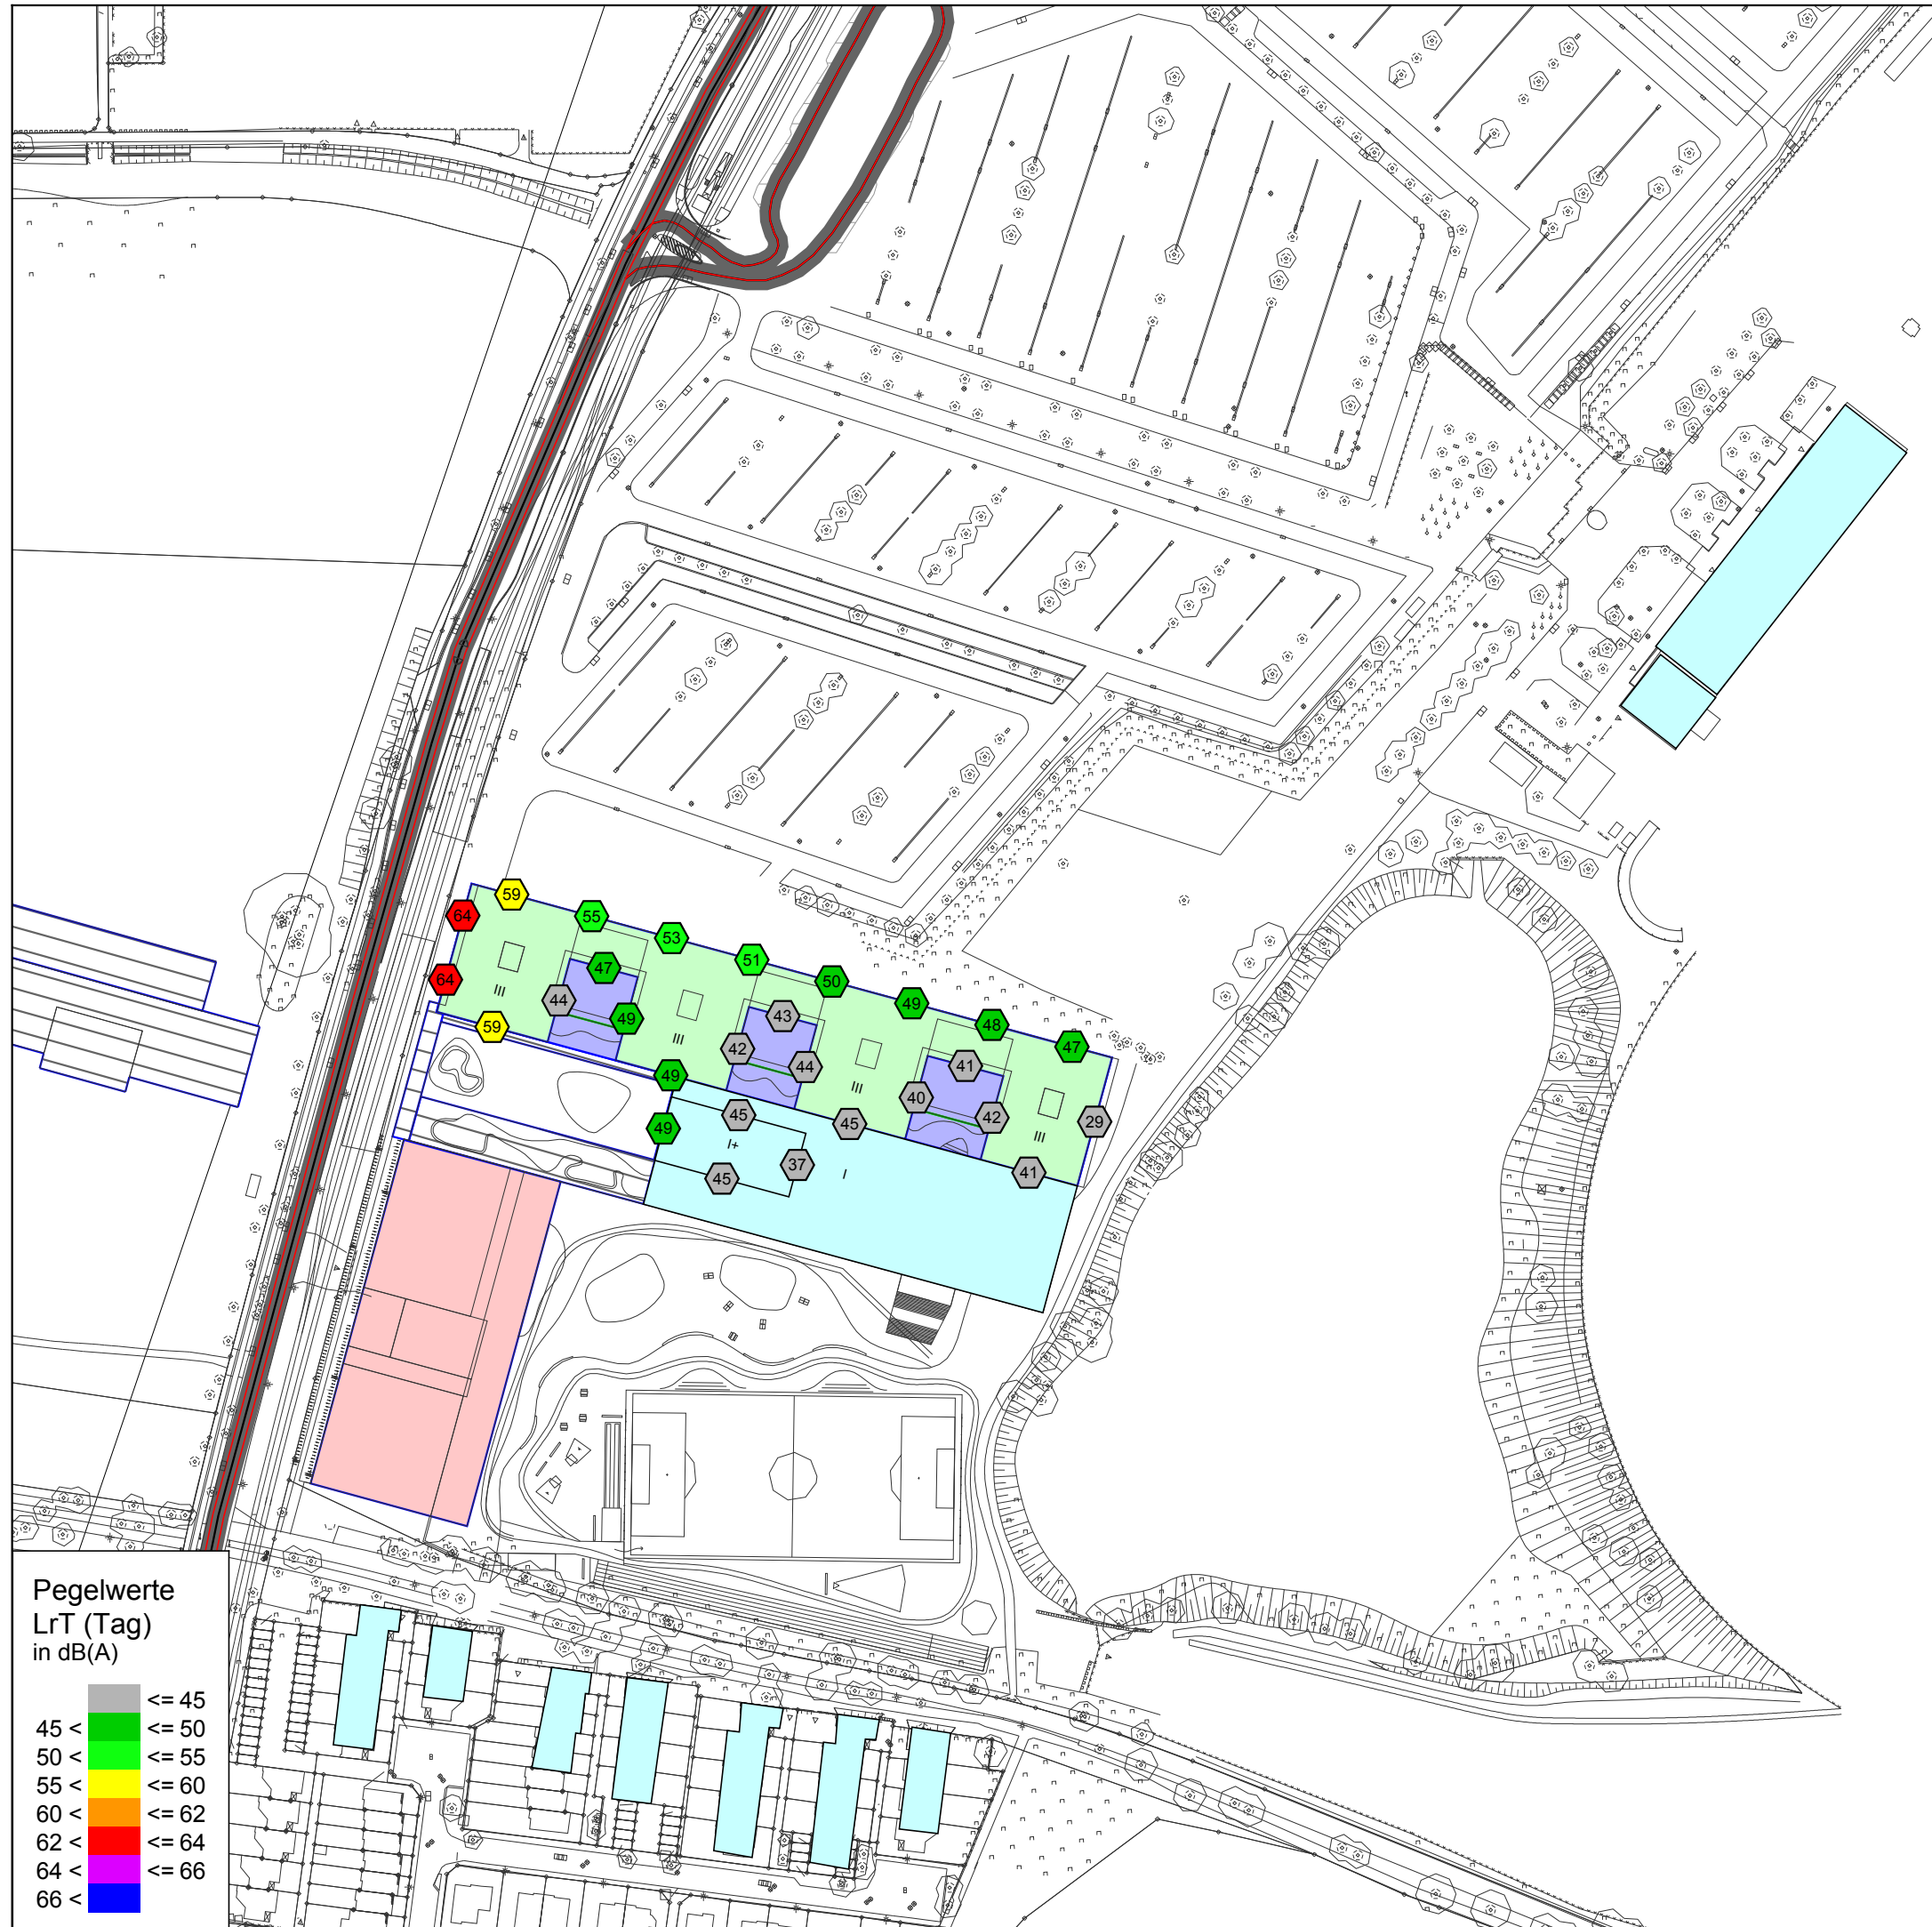 59
64
55
53
51
64
47
50
44
49
49
48
III
43
59
III
47
42
44
III
41
49
40
42
III
29
45
45
49
I+
37
I
41
45
Pegelwerte
LrT (Tag)
in dB(A)
<= 45
45 < <= 50
50 < <= 55
55 < <= 60
60 < <= 62
62 < <= 64
64 < <= 66
66 <